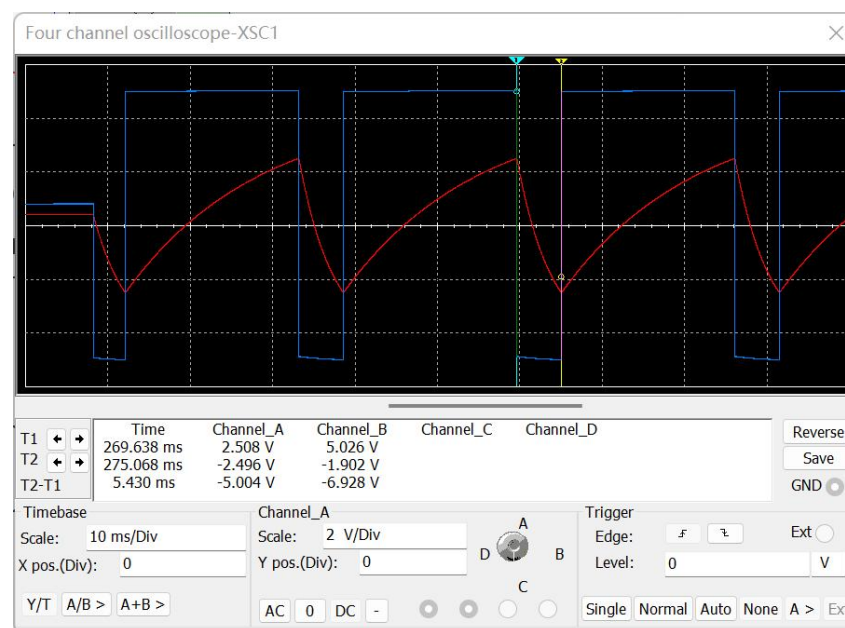 Four channel oscilloscope-XSC1
Time Channel_A Channel_B Channel_C Channel_D
T1 269.638 ms 2.508 V 5.026 V
T2 275.068 ms -2.496 V -1.902 V
T2-T1 5.430 ms -5.004 V -6.928 V
Reverse
Save
GND
Timebase
Scale: 10 ms/Div
X pos.(Div): 0
Y/T A/B > A+B >
Channel_A
Scale: 2 V/Div
Y pos.(Div): 0
AC 0 DC -
A
D B
C
Trigger
Edge: Ext
Level: 0 V
Single Normal Auto None A > Ex